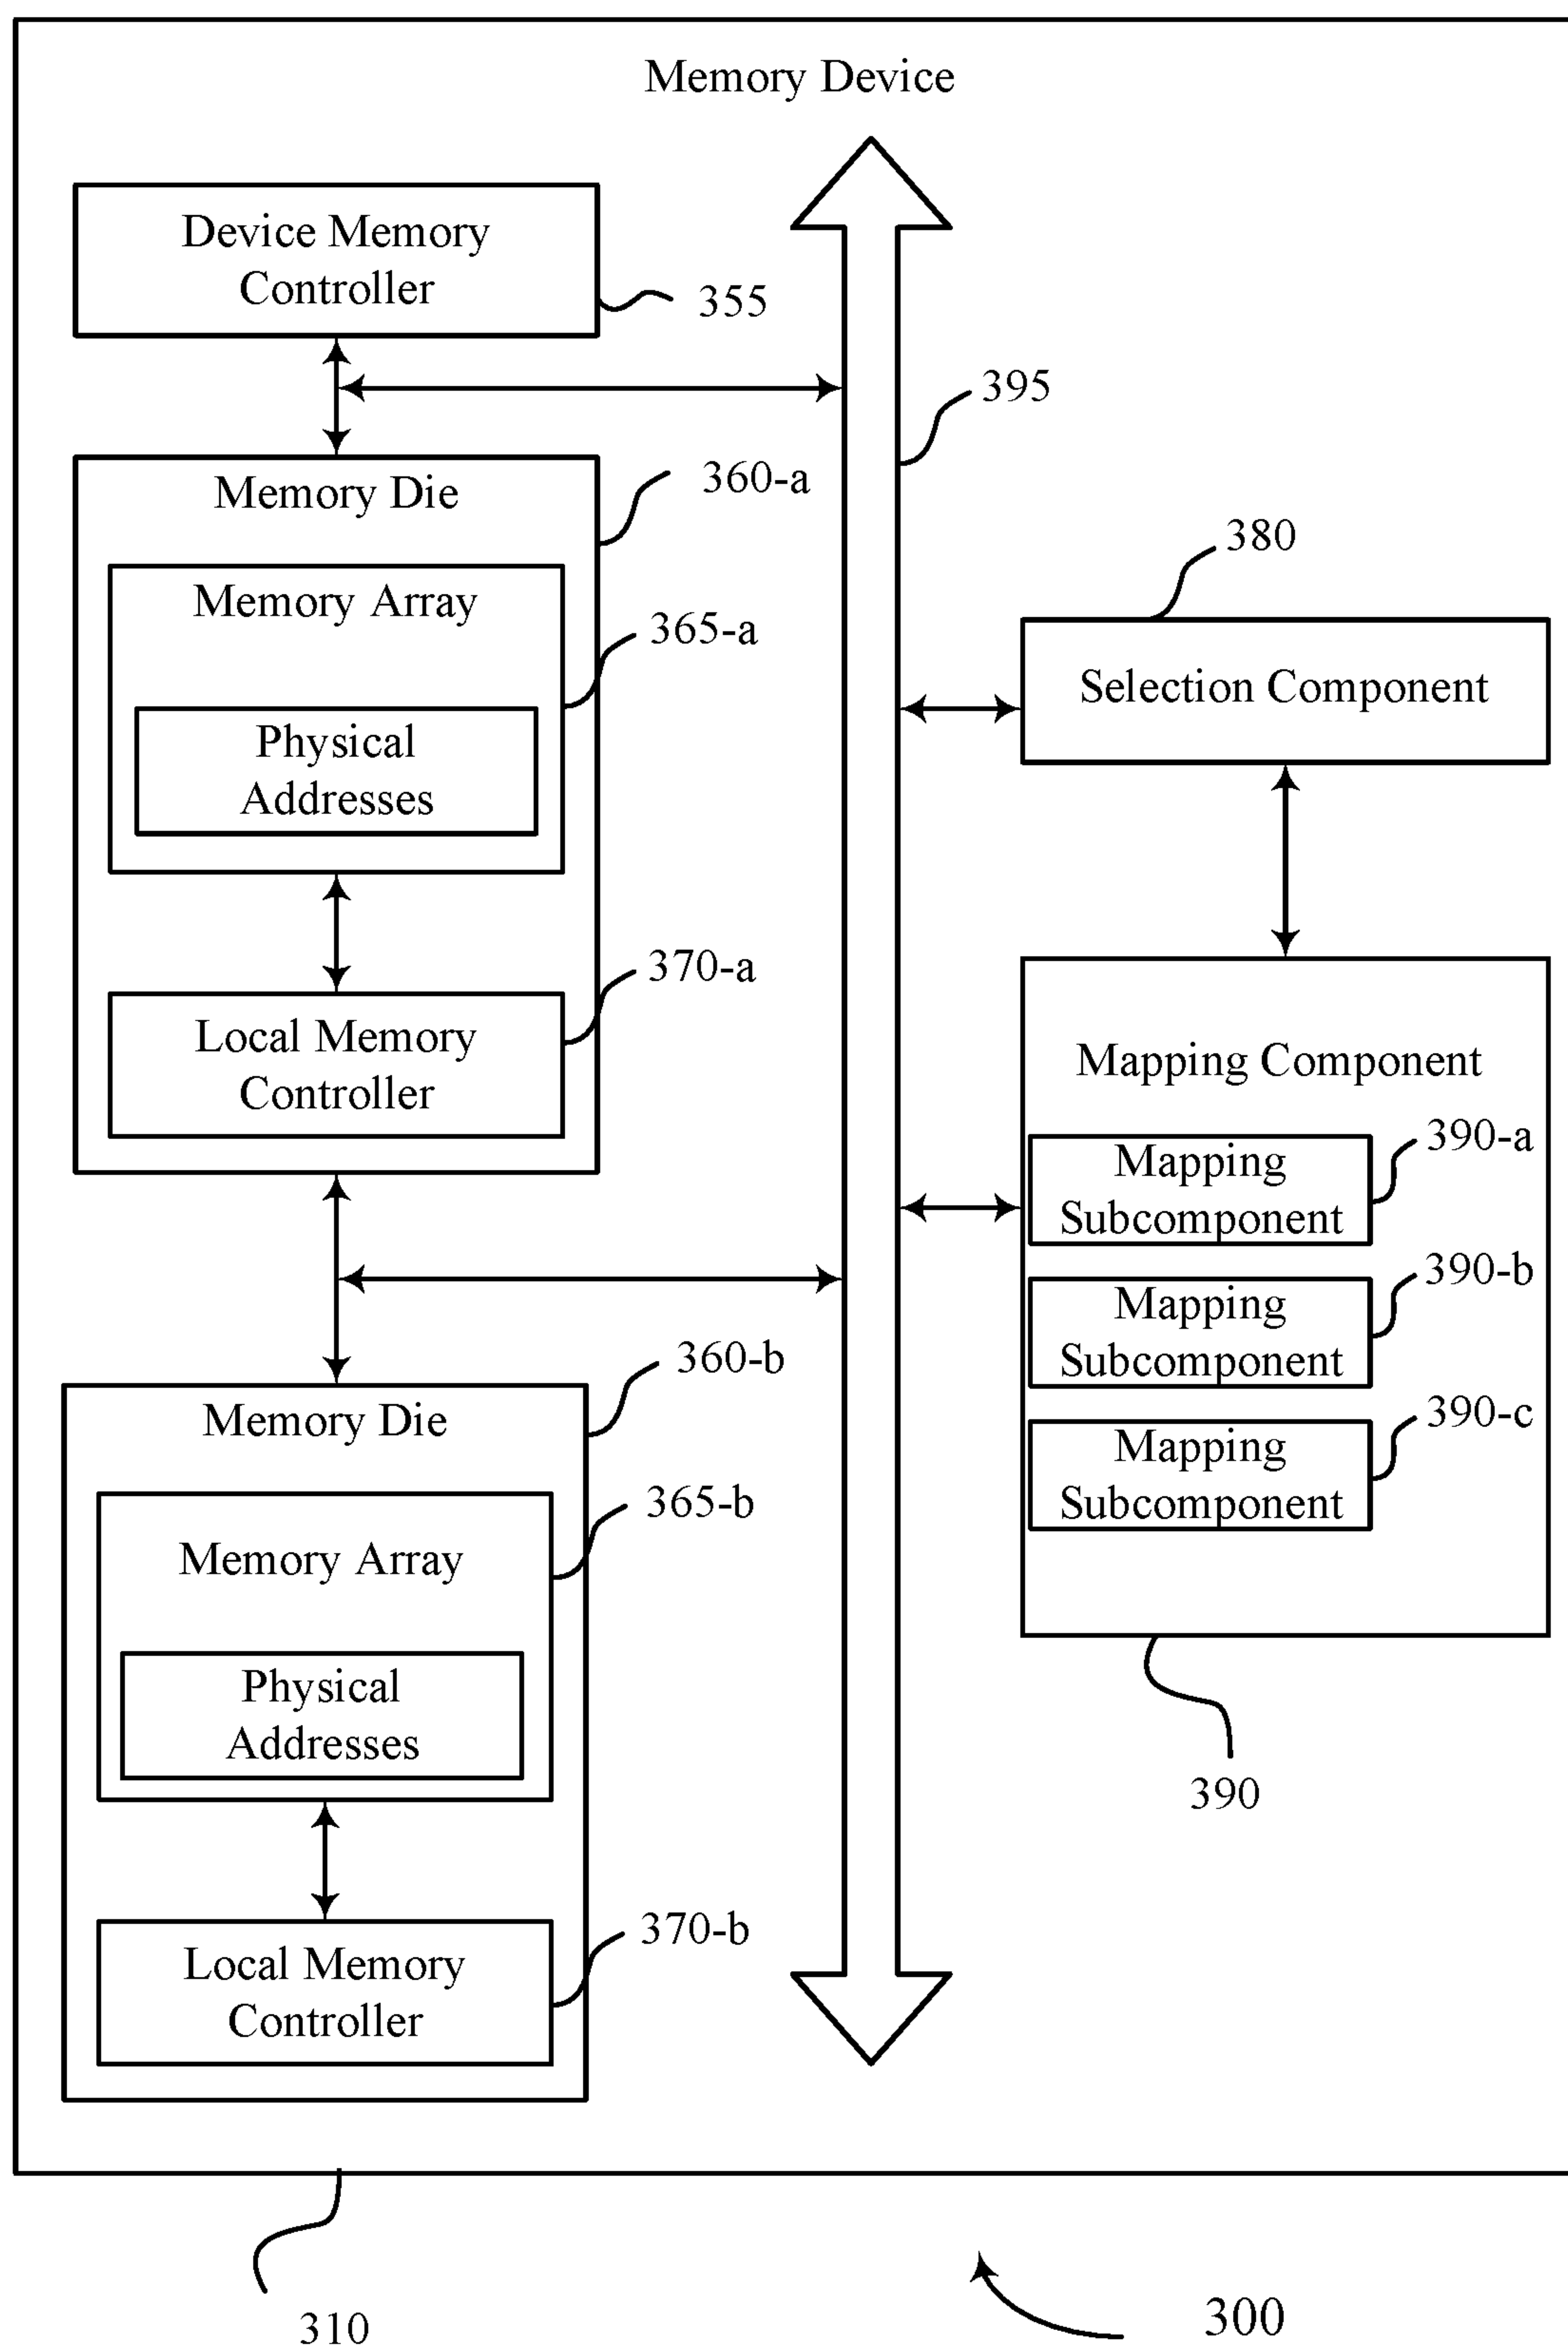 Memory Device
Device Memory
Controller
355
395
Memory Die
360-a
380
Memory Array
365-a
Selection Component
Physical
Addresses
370-a
Local Memory
Controller
Mapping Component
390-a
Mapping
Subcomponent
390-b
Mapping
Subcomponent
390-c
Mapping
Subcomponent
360-b
Memory Die
365-b
Memory Array
Physical
Addresses
390
370-b
Local Memory
Controller
310
300